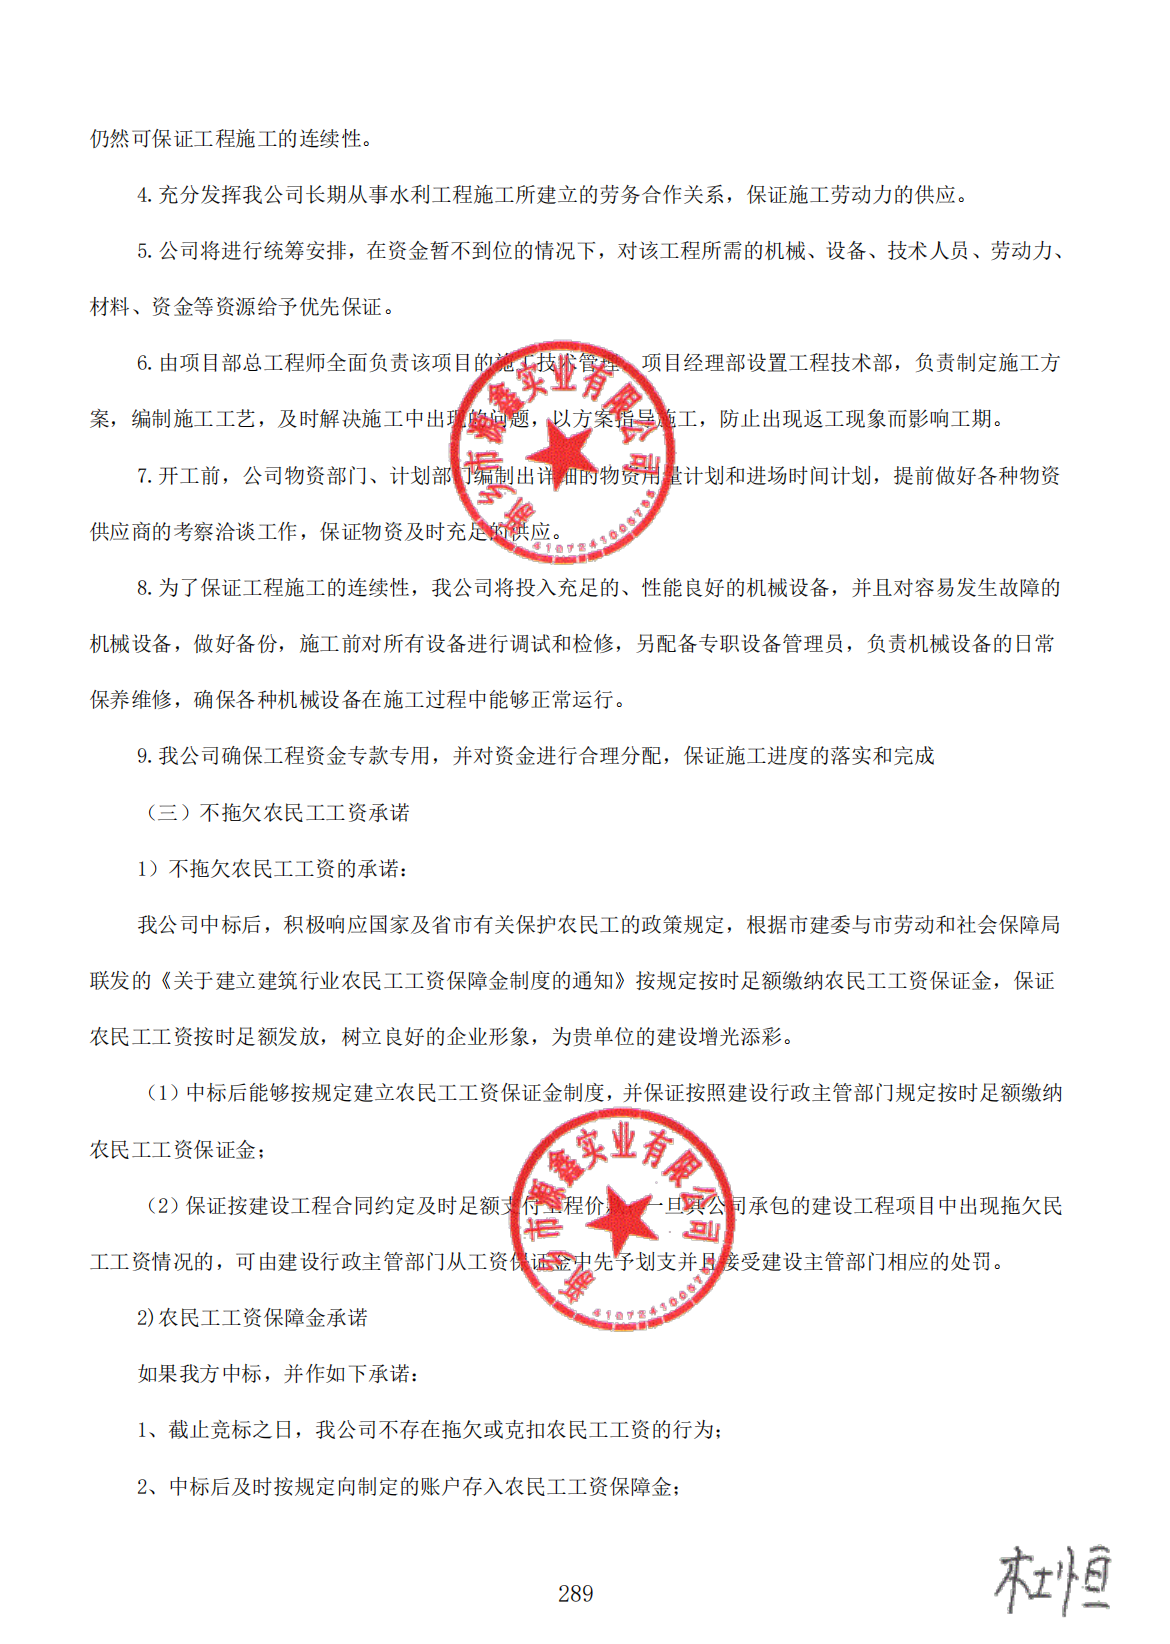 仍然可保证工程施工的连续性。
4.充分发挥我公司长期从事水利工程施工所建立的劳务合作关系，保证施工劳动力的供应。
5.公司将进行统筹安排，在资金暂不到位的情况下，对该工程所需的机械、设备、技术人员、劳动力、
材料、资金等资源给予优先保证。
6.由项目部总工程师全面负责该项目的施工技术管理，项目经理部设置工程技术部，负责制定施工方
案，编制施工工艺，及时解决施工中出现的问题，以方案指导施工，防止出现返工现象而影响工期。
7.开工前，公司物资部门、计划部门编制出详细的物资用量计划和进场时间计划，提前做好各种物资
供应商的考察洽谈工作，保证物资及时充足的供应。
新乡市源鑫实业有限公司
8.为了保证工程施工的连续性，我公司将投入充足的、性能良好的机械设备，并且对容易发生故障的
机械设备，做好备份，施工前对所有设备进行调试和检修，另配备专职设备管理员，负责机械设备的日常
保养维修，确保各种机械设备在施工过程中能够正常运行。
9.我公司确保工程资金专款专用，并对资金进行合理分配，保证施工进度的落实和完成
（三）不拖欠农民工工资承诺
1）不拖欠农民工工资的承诺：
我公司中标后，积极响应国家及省市有关保护农民工的政策规定，根据市建委与市劳动和社会保障局
联发的《关于建立建筑行业农民工工资保障金制度的通知》按规定按时足额缴纳农民工工资保证金，保证
农民工工资按时足额发放，树立良好的企业形象，为贵单位的建设增光添彩。
（1）中标后能够按规定建立农民工工资保证金制度，并保证按照建设行政主管部门规定按时足额缴纳
农民工工资保证金；
（2）保证按建设工程合同约定及时足额支付工程价款，一旦我公司承包的建设工程项目中出现拖欠民
工工资情况的，可由建设行政主管部门从工资保证金中先予划支并且接受建设主管部门相应的处罚。
新乡市源鑫实业有限公司
2)农民工工资保障金承诺
如果我方中标，并作如下承诺：
1、截止竞标之日，我公司不存在拖欠或克扣农民工工资的行为；
2、中标后及时按规定向制定的账户存入农民工工资保障金；
杜恒
289